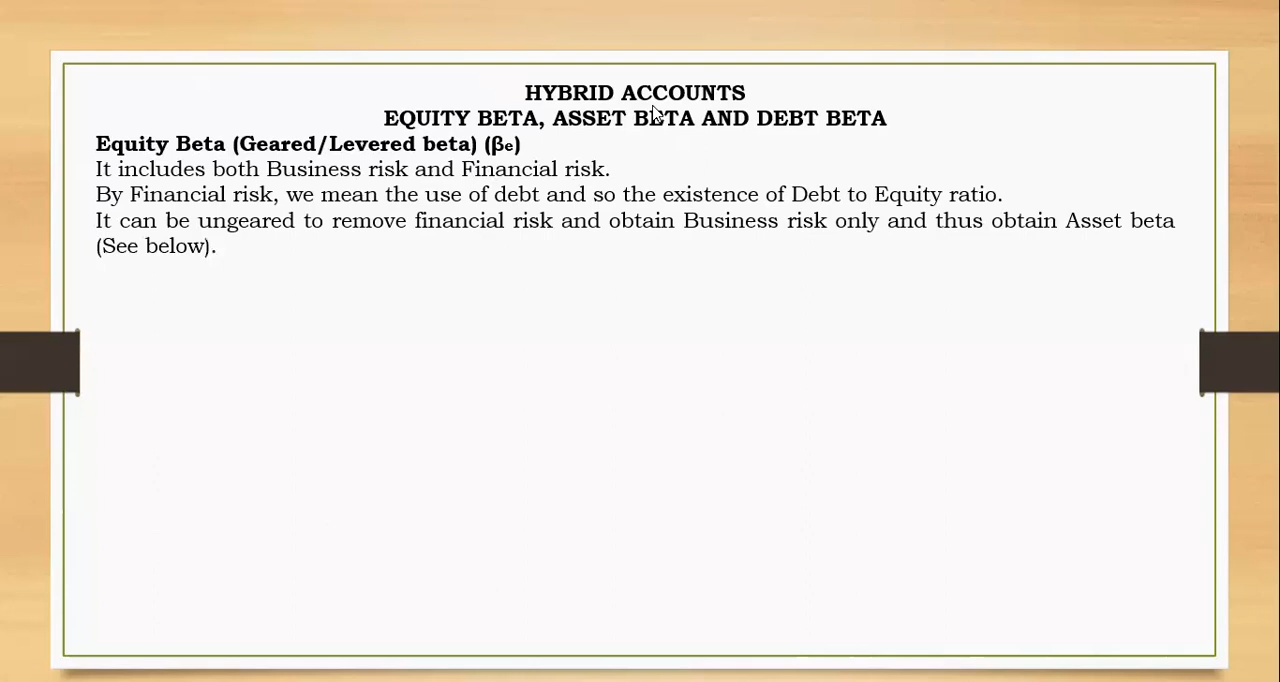 HYBRID ACCOUNTS
EQUITY BETA, ASSET BETA AND DEBT BETA
Equity Beta (Geared/Levered beta) (βe)
It includes both Business risk and Financial risk.
By Financial risk, we mean the use of debt and so the existence of Debt to Equity ratio.
It can be ungeared to remove financial risk and obtain Business risk only and thus obtain Asset beta
(See below).